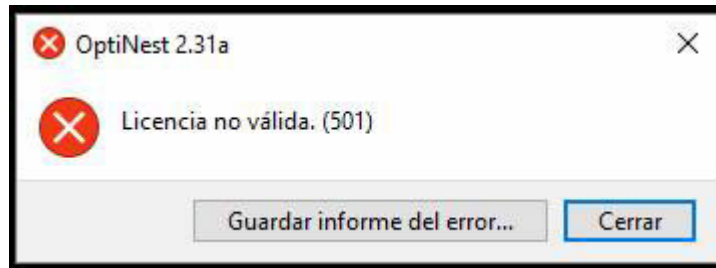 OptiNest 2.31a
Licencia no válida. (501)
Guardar informe del error... Cerrar